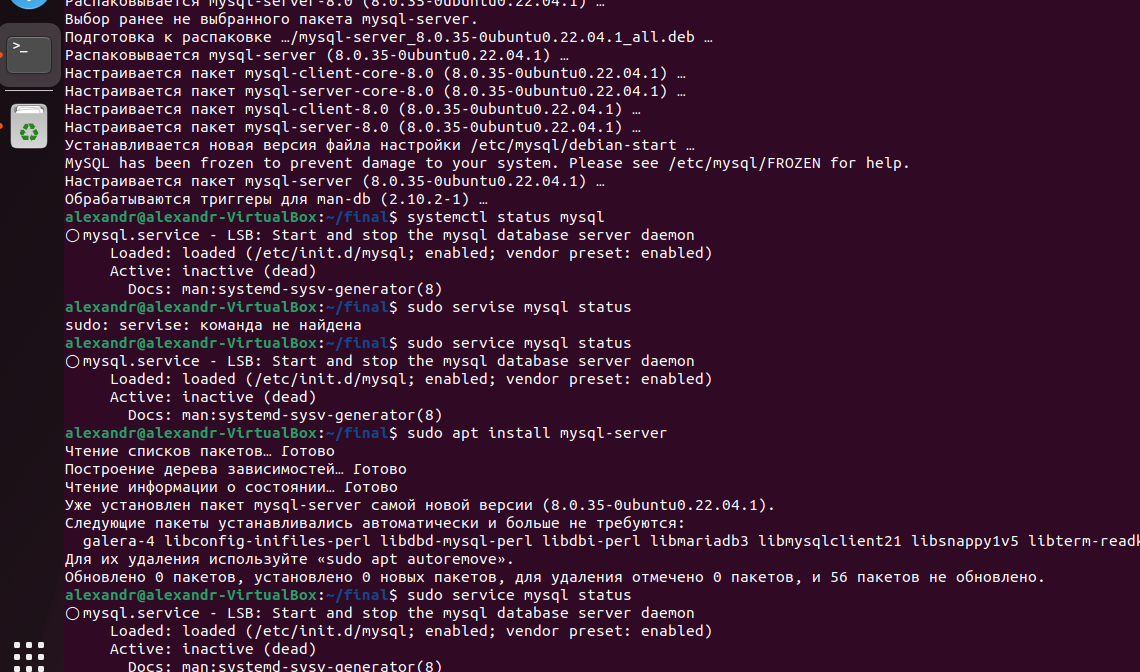 Распаковывается mysql-server-8.0 (8.0.35-0ubuntu0.22.04.1) …
Выбор ранее не выбранного пакета mysql-server.
Подготовка к распаковке …/mysql-server_8.0.35-0ubuntu0.22.04.1_all.deb …
Распаковывается mysql-server (8.0.35-0ubuntu0.22.04.1) …
Настраивается пакет mysql-client-core-8.0 (8.0.35-0ubuntu0.22.04.1) …
Настраивается пакет mysql-server-core-8.0 (8.0.35-0ubuntu0.22.04.1) …
Настраивается пакет mysql-client-8.0 (8.0.35-0ubuntu0.22.04.1) …
Настраивается пакет mysql-server-8.0 (8.0.35-0ubuntu0.22.04.1) …
Устанавливается новая версия файла настройки /etc/mysql/debian-start …
MySQL has been frozen to prevent damage to your system. Please see /etc/mysql/FROZEN for help.
Настраивается пакет mysql-server (8.0.35-0ubuntu0.22.04.1) …
Обрабатываются триггеры для man-db (2.10.2-1) …
alexandr@alexandr-VirtualBox:~/final$ systemctl status mysql
○ mysql.service - LSB: Start and stop the mysql database server daemon
Loaded: loaded (/etc/init.d/mysql; enabled; vendor preset: enabled)
Active: inactive (dead)
Docs: man:systemd-sysv-generator(8)
alexandr@alexandr-VirtualBox:~/final$ sudo servise mysql status
sudo: servise: команда не найдена
alexandr@alexandr-VirtualBox:~/final$ sudo service mysql status
○ mysql.service - LSB: Start and stop the mysql database server daemon
Loaded: loaded (/etc/init.d/mysql; enabled; vendor preset: enabled)
Active: inactive (dead)
Docs: man:systemd-sysv-generator(8)
alexandr@alexandr-VirtualBox:~/final$ sudo apt install mysql-server
Чтение списков пакетов… Готово
Построение дерева зависимостей… Готово
Чтение информации о состоянии… Готово
Уже установлен пакет mysql-server самой новой версии (8.0.35-0ubuntu0.22.04.1).
Следующие пакеты устанавливались автоматически и больше не требуются:
galera-4 libconfig-inifiles-perl libdbd-mysql-perl libdbi-perl libmariadb3 libmysqlclient21 libsnappy1v5 libterm-readk
Для их удаления используйте «sudo apt autoremove».
Обновлено 0 пакетов, установлено 0 новых пакетов, для удаления отмечено 0 пакетов, и 56 пакетов не обновлено.
alexandr@alexandr-VirtualBox:~/final$ sudo service mysql status
○ mysql.service - LSB: Start and stop the mysql database server daemon
Loaded: loaded (/etc/init.d/mysql; enabled; vendor preset: enabled)
Active: inactive (dead)
Docs: man:systemd-sysv-generator(8)